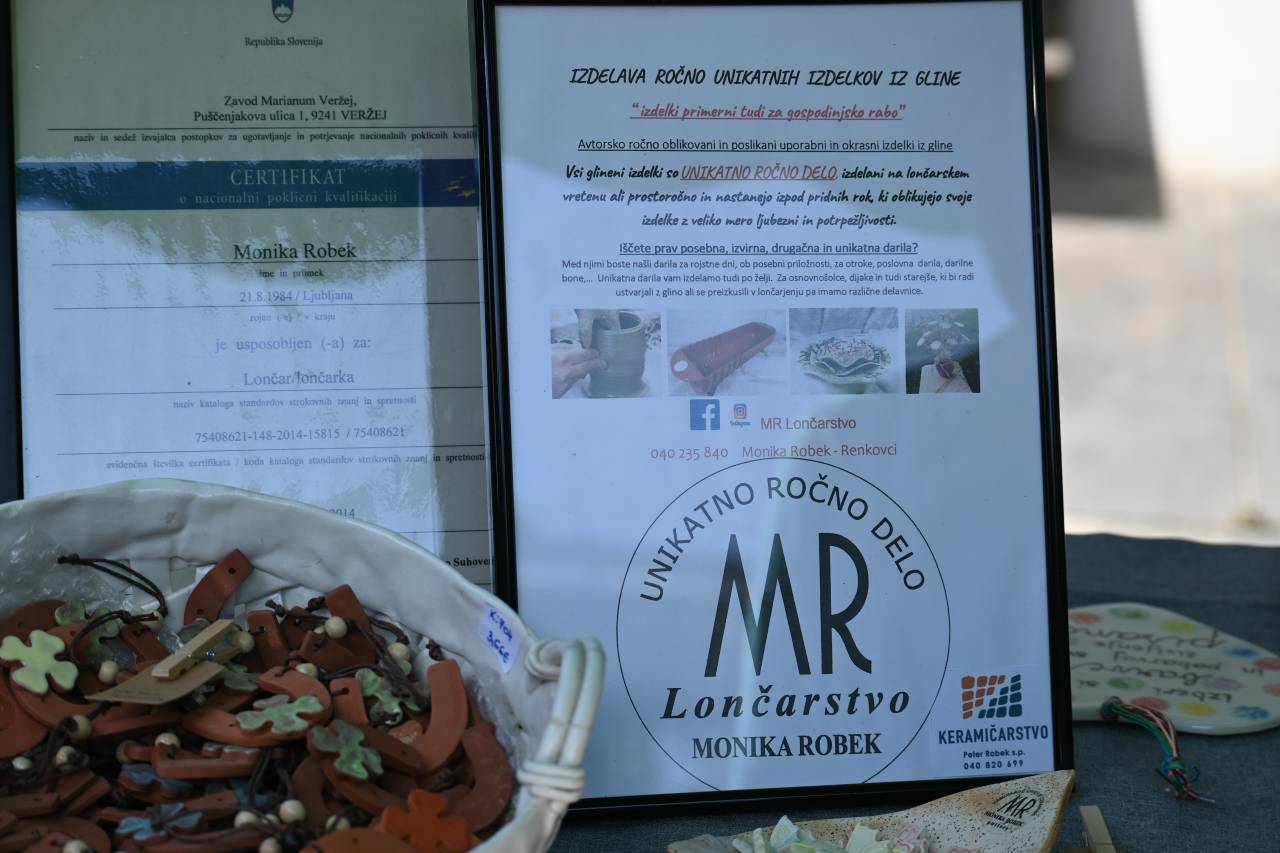 Republika Slovenija
Zavod Marianum Veržej,
Puščenjakova ulica 1, 9241 VERŽEJ
naziv in sedež izvajalca postopkov za ugotavljanje in potrjevanje nacionalnih poklicnih
CERTIFIKAT
o nacionalni poklicni kvalifikaciji
Monika Robek
ime in priimek
21.8.1984 / Ljubljana
rojen (-a) / v kraju
je usposobljen (-a) za:
Lončar/lončarka
naziv kataloga standardov strokovnih znanj in spretnosti
75408621-148-2014-15815 / 75408621
evidenčna številka certifikata / koda kataloga standardov strokovnih znanj in spretnosti
2014
IZDELAVA ROČNO UNIKATNIH IZDELKOV IZ GLINE
“izdelki primerni tudi za gospodinjsko rabo”
Avtorsko ročno oblikovani in poslikani uporabni in okrasni izdelki iz gline
Vsi glineni izdelki so UNIKATNO ROČNO DELO, izdelani na lončarskem
vretenu ali prostoročno in nastanejo izpod pridnih rok, ki oblikujejo svoje
izdelke z veliko mero ljubezni in potrpežljivosti.
Iščete prav posebna, izvirna, drugačna in unikatna darila?
Med njimi boste našli darila za rojstne dni, ob posebni priložnosti, za otroke, poslovna darila, darilne
bone,... Unikatna darila vam izdelamo tudi po želji. Za osnovnošolce, dijake in tudi starejše, ki bi radi
ustvarjali z glino ali se preizkusili v lončarjenju pa imamo različne delavnice.
f
Instagram
MR Lončarstvo
040 235 840 Monika Robek - Renkovci
UNIKATNO ROČNO DELO
MR
Lončarstvo
MONIKA ROBEK
KERAMIČARSTVO
Peter Robek s.p.
040 820 699
MR
MONIKA ROBEK